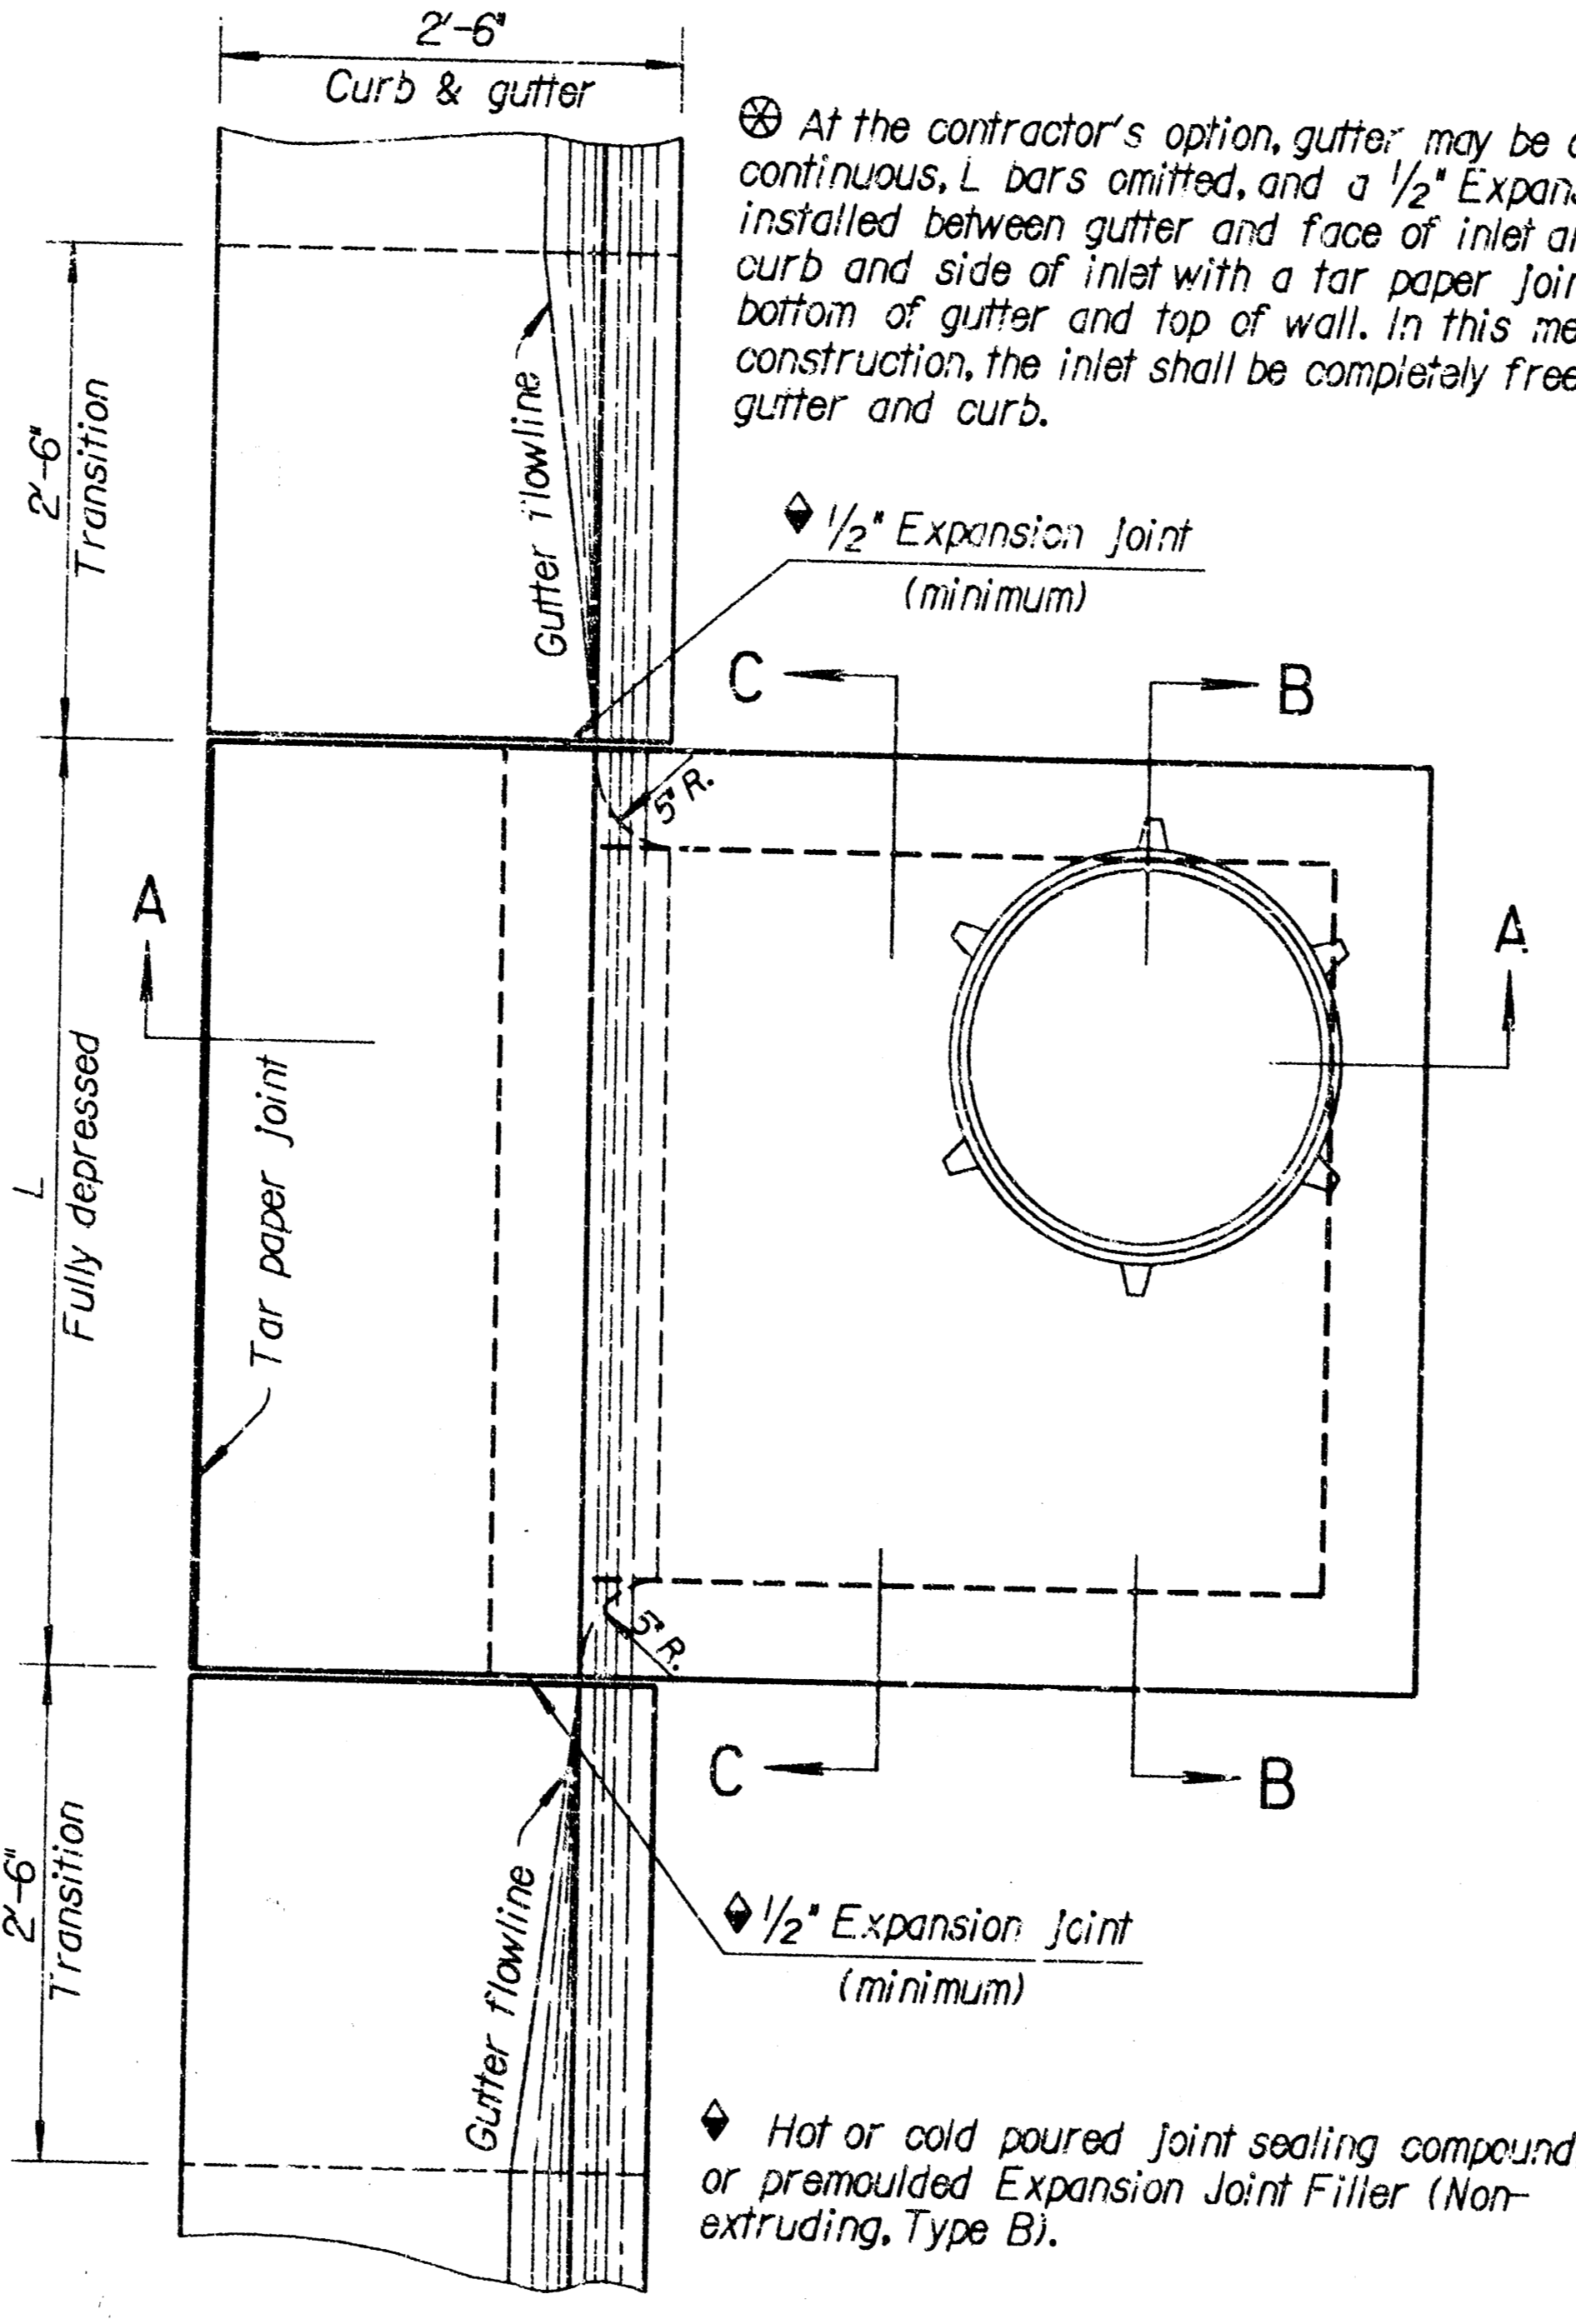 2'-6"
Curb & gutter
⊛ At the contractor's option, gutter may be
continuous, L bars omitted, and a 1/2" Expans
installed between gutter and face of inlet
curb and side of inlet with a tar paper join
bottom of gutter and top of wall. In this me
construction, the inlet shall be completely free
gutter and curb.
2'-6"
Transition
Gutter flowline
1/2" Expansion joint
(minimum)
C
B
5" R.
A
A
L
Fully depressed
Tar paper joint
5" R.
C
B
2'-6"
Transition
Gutter flowline
1/2" Expansion joint
(minimum)
Hot or cold poured joint sealing compound
or premoulded Expansion Joint Filler (Non-
extruding, Type B).